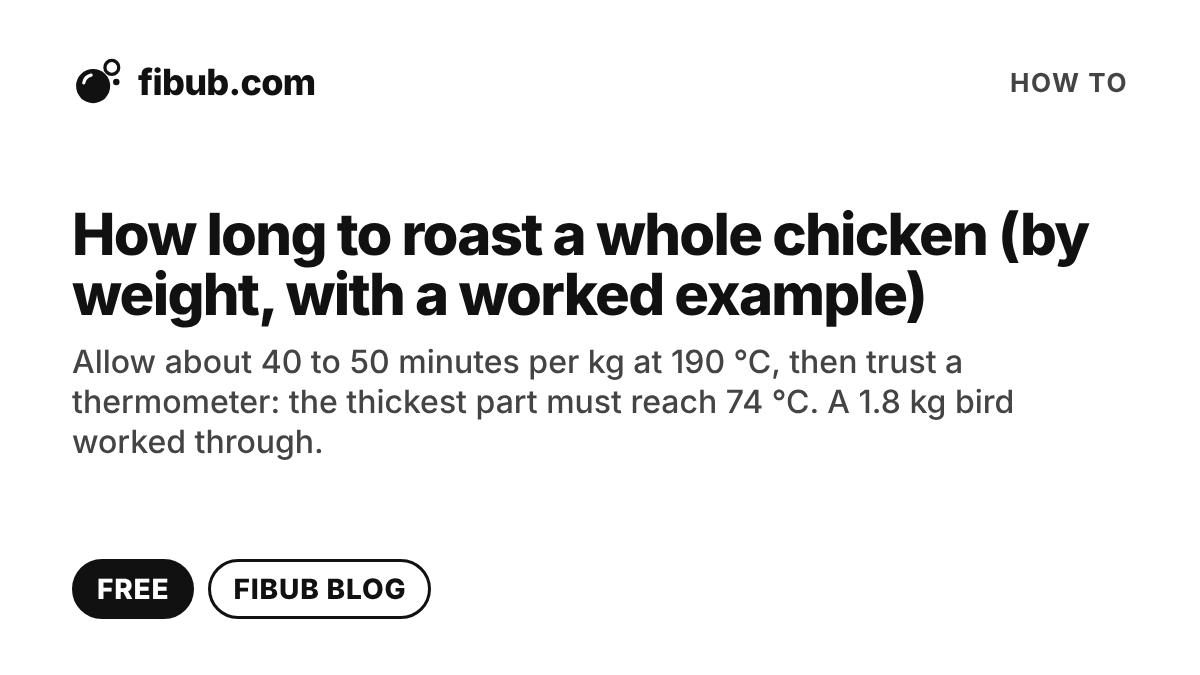 fibub.com
HOW TO
How long to roast a whole chicken (by
weight, with a worked example)
Allow about 40 to 50 minutes per kg at 190 °C, then trust a
thermometer: the thickest part must reach 74 °C. A 1.8 kg bird
worked through.
FREE
FIBUB BLOG